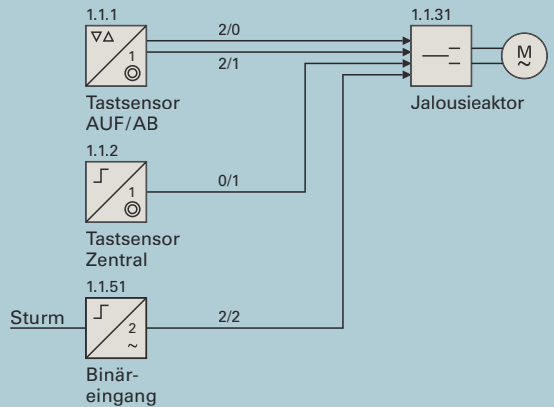 1.1.1
2/0
1.1.31
1
2/1
M
~
Tastsensor
AUF/AB
Jalousieaktor
1.1.2
1
0/1
Tastsensor
Zentral
1.1.51
Sturm
2
~
2/2
Binär-
eingang